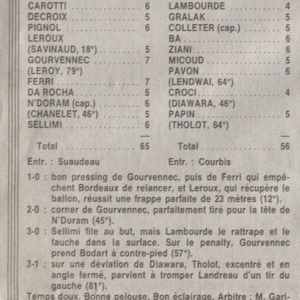 CAROTTI 6
DECROIX 5
PIGNOL 6
LEROUX
(SAVINAUD, 18e) 5
GOURVENNEC 7
(LEROY, 79e)
FERRI 7
DA ROCHA 5
N'DORAM (cap.) 6
(CHANELET, 46e)
SELLIMI 6
Total 65
Entr. : Suaudeau
LAMBOURDE 4
GRALAK 5
COLLETER (cap.) 5
BA 6
ZIANI 6
MICOUD 5
PAVON 6
(LENDWAI, 64e)
CROCI 4
(DIAWARA, 46e)
PAPIN 5
(THOLOT, 64e)
Total 56
Entr. : Courbis
1-0 : bon pressing de Gourvennec, puis de Ferri qui empê-
chent Bordeaux de relancer, et Leroux, qui récupère le
ballon, réussit une frappe parfaite de 23 mètres (12e).
2-0 : corner de Gourvennec, parfaitement tiré pour la tête de
N'Doram (45e).
3-0 : Sellimi file au but, mais Lambourde le rattrape et le
fauche dans la surface. Sur le penalty, Gourvennec
prend Bodart à contre-pied (57e).
3-1 : sur une déviation de Diawara, Tholot, excentré et en
angle fermé, parvient à tromper Landreau d'un tir du
gauche (81e).
Temps doux. Bonne pelouse. Bon éclairage. Arbitre : M. Gari-